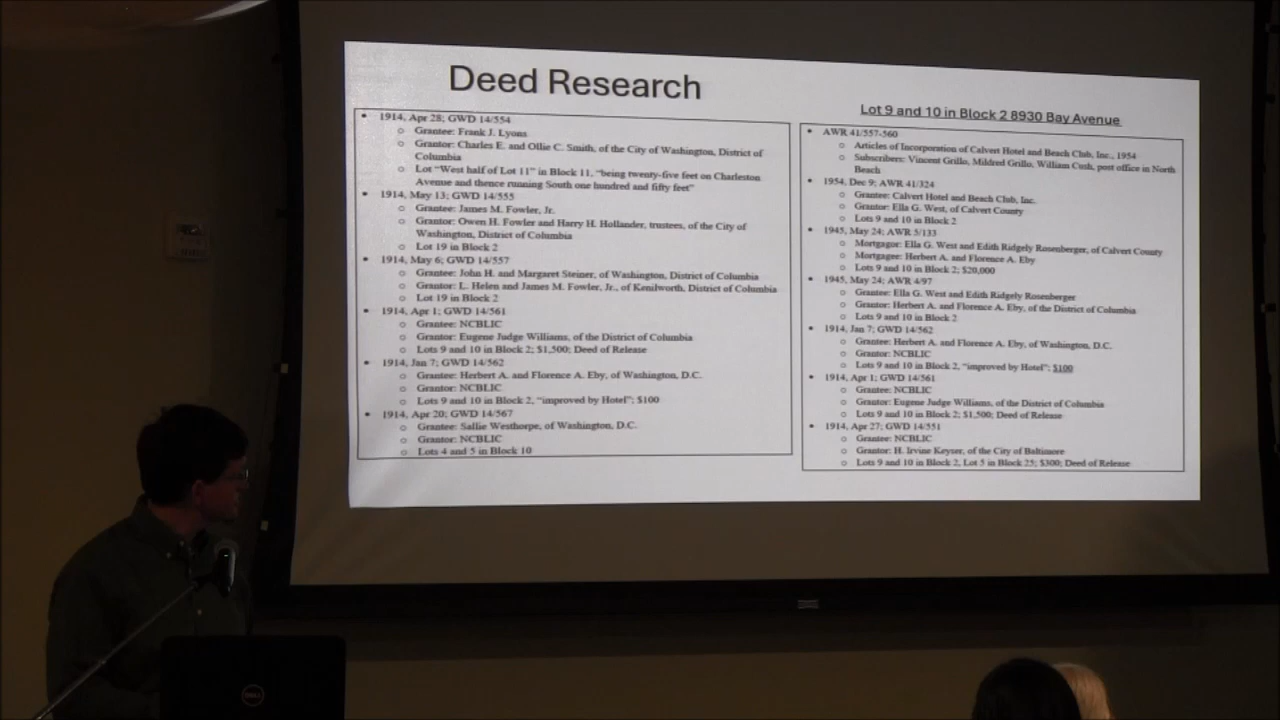 Deed Research
• 1914, Apr 28; GWD 14/554
o Grantee: Frank J. Lyons
o Grantor: Charles E. and Ollie C. Smith, of the City of Washington, District of
Columbia
o Lot "West half of Lot 11" in Block 11, "being twenty-five feet on Charleston
Avenue and thence running South one hundred and fifty feet"
• 1914, May 13; GWD 14/555
o Grantee: James M. Fowler, Jr.
o Grantor: Owen H. Fowler and Harry H. Hollander, trustees, of the City of
Washington, District of Columbia
o Lot 19 in Block 2
• 1914, May 6; GWD 14/557
o Grantee: John H. and Margaret Steiner, of Washington, District of Columbia
o Grantor: L. Helen and James M. Fowler, Jr., of Kenilworth, District of Columbia
o Lot 19 in Block 2
• 1914, Apr 1; GWD 14/561
o Grantee: NCBLIC
o Grantor: Eugene Judge Williams, of the District of Columbia
o Lots 9 and 10 in Block 2; $1,500; Deed of Release
• 1914, Jan 7; GWD 14/562
o Grantee: Herbert A. and Florence A. Eby, of Washington, D.C.
o Grantor: NCBLIC
o Lots 9 and 10 in Block 2, "improved by Hotel"; $100
• 1914, Apr 20; GWD 14/567
o Grantee: Sallie Westhorpe, of Washington, D.C.
o Grantor: NCBLIC
o Lots 4 and 5 in Block 10
Lot 9 and 10 in Block 2 8930 Bay Avenue
• AWR 41/557-560
o Articles of Incorporation of Calvert Hotel and Beach Club, Inc., 1954
o Subscribers: Vincent Grillo, Mildred Grillo, William Cush, post office in North
Beach
• 1954, Dec 9; AWR 41/324
o Grantee: Calvert Hotel and Beach Club, Inc.
o Grantor: Ella G. West, of Calvert County
o Lots 9 and 10 in Block 2
• 1945, May 24; AWR 5/133
o Mortgagor: Ella G. West and Edith Ridgely Rosenberger, of Calvert County
o Mortgagee: Herbert A. and Florence A. Eby
o Lots 9 and 10 in Block 2; $20,000
• 1945, May 24; AWR 4/97
o Grantee: Ella G. West and Edith Ridgely Rosenberger
o Grantor: Herbert A. and Florence A. Eby, of the District of Columbia
o Lots 9 and 10 in Block 2
• 1914, Jan 7; GWD 14/562
o Grantee: Herbert A. and Florence A. Eby, of Washington, D.C.
o Grantor: NCBLIC
o Lots 9 and 10 in Block 2, "improved by Hotel"; $100
• 1914, Apr 1; GWD 14/561
o Grantee: NCBLIC
o Grantor: Eugene Judge Williams, of the District of Columbia
o Lots 9 and 10 in Block 2; $1,500; Deed of Release
• 1914, Apr 27; GWD 14/551
o Grantee: NCBLIC
o Grantor: H. Irvine Keyser, of the City of Baltimore
o Lots 9 and 10 in Block 2, Lot 5 in Block 25; $300; Deed of Release
DELL